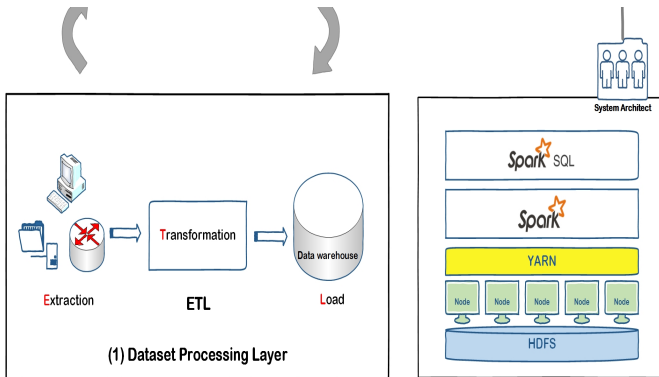 System Architect
Spark SQL
Spark
Transformation
Data warehouse
YARN
Extraction
ETL
Load
Node Node Node Node Node
HDFS
(1) Dataset Processing Layer